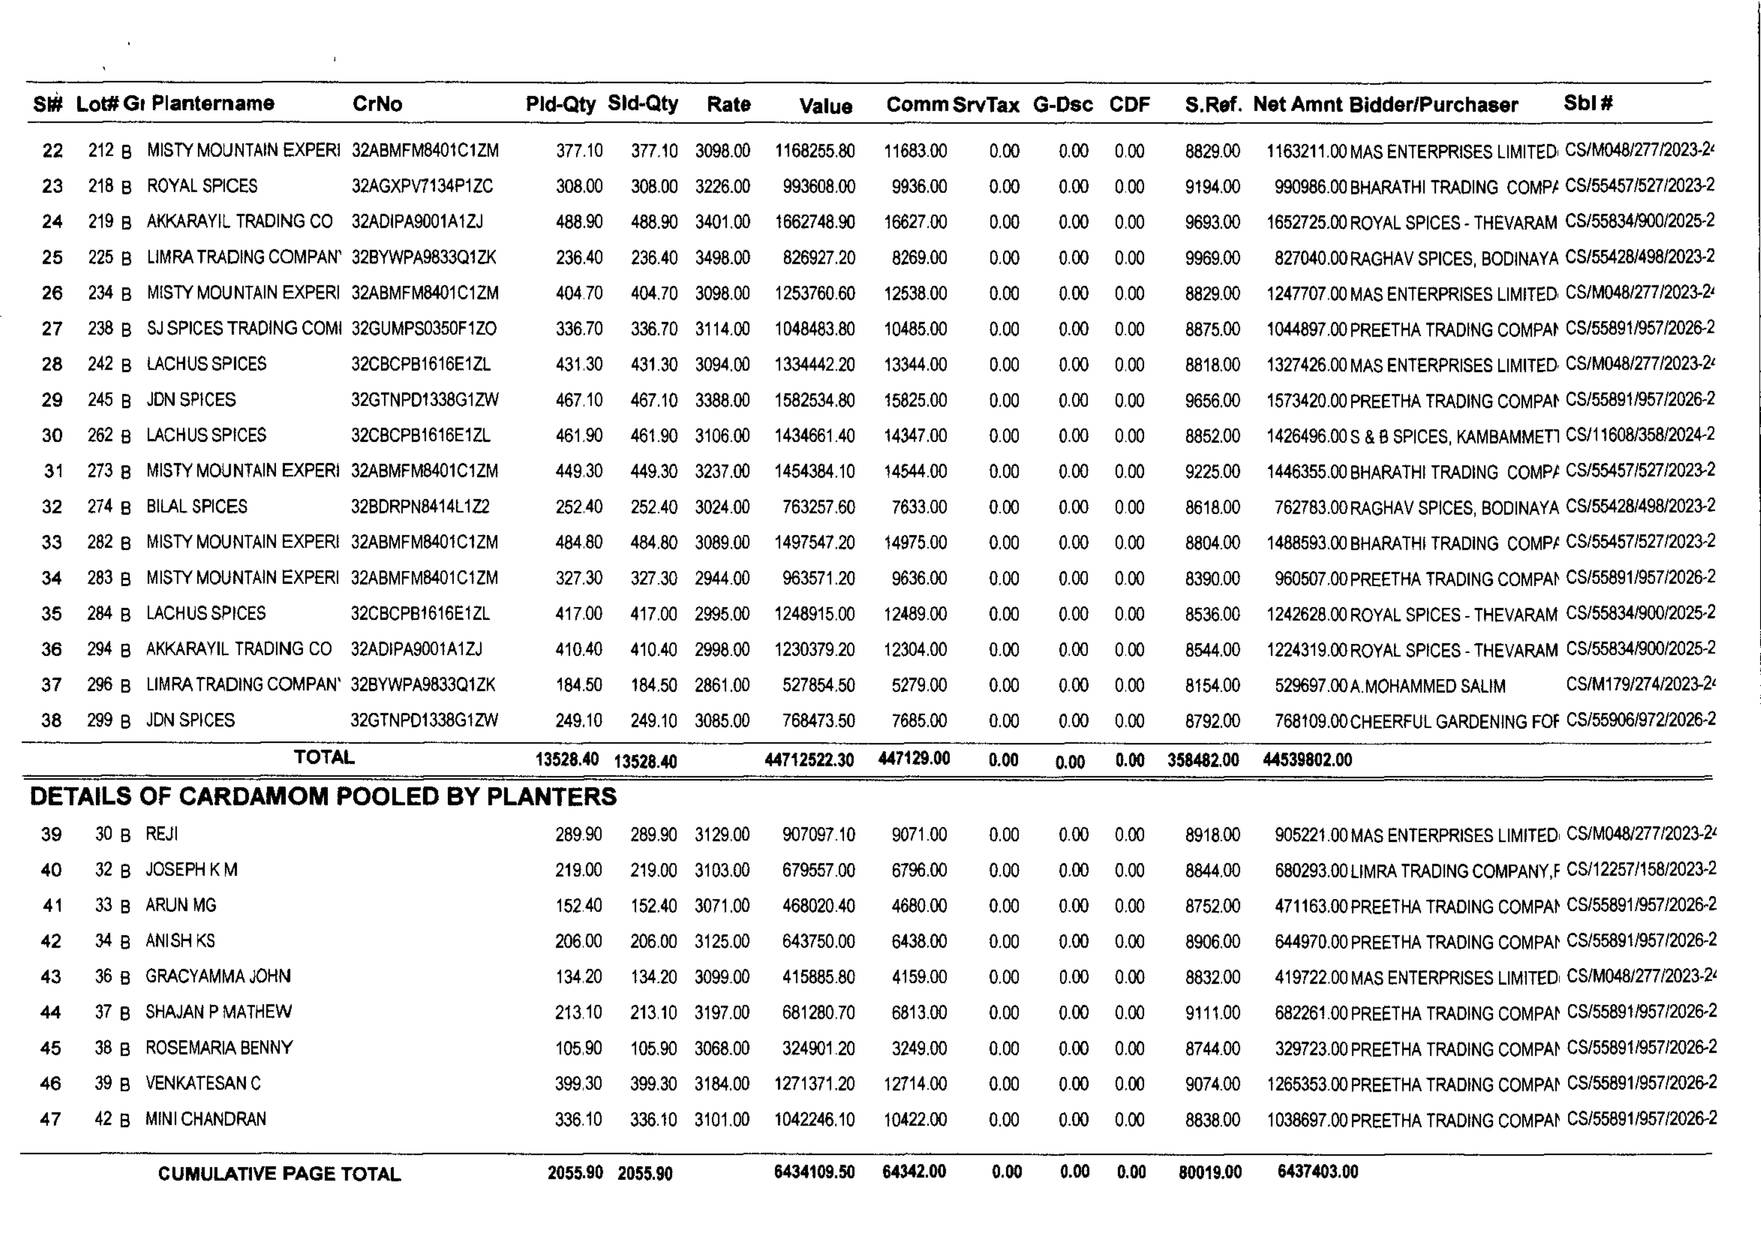 Sl# Lot# Gr Plantername CrNo Pld-Qty Sld-Qty Rate Value Comm SrvTax G-Dsc CDF S.Ref. Net Amnt Bidder/Purchaser Sbl #
22 212 B MISTY MOUNTAIN EXPERI 32ABMFM8401C1ZM 377.10 377.10 3098.00 1168255.80 11683.00 0.00 0.00 0.00 8829.00 1163211.00 MAS ENTERPRISES LIMITED CS/M048/277/2023-24
23 218 B ROYAL SPICES 32AGXPV7134P1ZC 308.00 308.00 3226.00 993608.00 9936.00 0.00 0.00 0.00 9194.00 990986.00 BHARATHI TRADING COMPA CS/55457/527/2023-2
24 219 B AKKARAYIL TRADING CO 32ADIPA9001A1ZJ 488.90 488.90 3401.00 1662748.90 16627.00 0.00 0.00 0.00 9693.00 1652725.00 ROYAL SPICES - THEVARAM CS/55834/900/2025-2
25 225 B LIMRA TRADING COMPAN 32BYWPA9833Q1ZK 236.40 236.40 3498.00 826927.20 8269.00 0.00 0.00 0.00 9969.00 827040.00 RAGHAV SPICES, BODINAYA CS/55428/498/2023-2
26 234 B MISTY MOUNTAIN EXPERI 32ABMFM8401C1ZM 404.70 404.70 3098.00 1253760.60 12538.00 0.00 0.00 0.00 8829.00 1247707.00 MAS ENTERPRISES LIMITED CS/M048/277/2023-24
27 238 B SJ SPICES TRADING COMI 32GUMPS0350F1ZO 336.70 336.70 3114.00 1048483.80 10485.00 0.00 0.00 0.00 8875.00 1044897.00 PREETHA TRADING COMPAN CS/55891/957/2026-2
28 242 B LACHUS SPICES 32CBCPB1616E1ZL 431.30 431.30 3094.00 1334442.20 13344.00 0.00 0.00 0.00 8818.00 1327426.00 MAS ENTERPRISES LIMITED CS/M048/277/2023-24
29 245 B JDN SPICES 32GTNPD1338G1ZW 467.10 467.10 3388.00 1582534.80 15825.00 0.00 0.00 0.00 9656.00 1573420.00 PREETHA TRADING COMPAN CS/55891/957/2026-2
30 262 B LACHUS SPICES 32CBCPB1616E1ZL 461.90 461.90 3106.00 1434661.40 14347.00 0.00 0.00 0.00 8852.00 1426496.00 S & B SPICES, KAMBAMMETT CS/11608/358/2024-2
31 273 B MISTY MOUNTAIN EXPERI 32ABMFM8401C1ZM 449.30 449.30 3237.00 1454384.10 14544.00 0.00 0.00 0.00 9225.00 1446355.00 BHARATHI TRADING COMPA CS/55457/527/2023-2
32 274 B BILAL SPICES 32BDRPN8414L1Z2 252.40 252.40 3024.00 763257.60 7633.00 0.00 0.00 0.00 8618.00 762783.00 RAGHAV SPICES, BODINAYA CS/55428/498/2023-2
33 282 B MISTY MOUNTAIN EXPERI 32ABMFM8401C1ZM 484.80 484.80 3089.00 1497547.20 14975.00 0.00 0.00 0.00 8804.00 1488593.00 BHARATHI TRADING COMPA CS/55457/527/2023-2
34 283 B MISTY MOUNTAIN EXPERI 32ABMFM8401C1ZM 327.30 327.30 2944.00 963571.20 9636.00 0.00 0.00 0.00 8390.00 960507.00 PREETHA TRADING COMPAN CS/55891/957/2026-2
35 284 B LACHUS SPICES 32CBCPB1616E1ZL 417.00 417.00 2995.00 1248915.00 12489.00 0.00 0.00 0.00 8536.00 1242628.00 ROYAL SPICES - THEVARAM CS/55834/900/2025-2
36 294 B AKKARAYIL TRADING CO 32ADIPA9001A1ZJ 410.40 410.40 2998.00 1230379.20 12304.00 0.00 0.00 0.00 8544.00 1224319.00 ROYAL SPICES - THEVARAM CS/55834/900/2025-2
37 296 B LIMRA TRADING COMPAN 32BYWPA9833Q1ZK 184.50 184.50 2861.00 527854.50 5279.00 0.00 0.00 0.00 8154.00 529697.00 A.MOHAMMED SALIM CS/M179/274/2023-24
38 299 B JDN SPICES 32GTNPD1338G1ZW 249.10 249.10 3085.00 768473.50 7685.00 0.00 0.00 0.00 8792.00 768109.00 CHEERFUL GARDENING FOR CS/55906/972/2026-2
TOTAL 13528.40 13528.40 44712522.30 447129.00 0.00 0.00 0.00 358482.00 44539802.00
DETAILS OF CARDAMOM POOLED BY PLANTERS
39 30 B REJI 289.90 289.90 3129.00 907097.10 9071.00 0.00 0.00 0.00 8918.00 905221.00 MAS ENTERPRISES LIMITED CS/M048/277/2023-24
40 32 B JOSEPH K M 219.00 219.00 3103.00 679557.00 6796.00 0.00 0.00 0.00 8844.00 680293.00 LIMRA TRADING COMPANY,F CS/12257/158/2023-2
41 33 B ARUN MG 152.40 152.40 3071.00 468020.40 4680.00 0.00 0.00 0.00 8752.00 471163.00 PREETHA TRADING COMPAN CS/55891/957/2026-2
42 34 B ANISH KS 206.00 206.00 3125.00 643750.00 6438.00 0.00 0.00 0.00 8906.00 644970.00 PREETHA TRADING COMPAN CS/55891/957/2026-2
43 36 B GRACYAMMA JOHN 134.20 134.20 3099.00 415885.80 4159.00 0.00 0.00 0.00 8832.00 419722.00 MAS ENTERPRISES LIMITED CS/M048/277/2023-24
44 37 B SHAJAN P MATHEW 213.10 213.10 3197.00 681280.70 6813.00 0.00 0.00 0.00 9111.00 682261.00 PREETHA TRADING COMPAN CS/55891/957/2026-2
45 38 B ROSEMARIA BENNY 105.90 105.90 3068.00 324901.20 3249.00 0.00 0.00 0.00 8744.00 329723.00 PREETHA TRADING COMPAN CS/55891/957/2026-2
46 39 B VENKATESAN C 399.30 399.30 3184.00 1271371.20 12714.00 0.00 0.00 0.00 9074.00 1265353.00 PREETHA TRADING COMPAN CS/55891/957/2026-2
47 42 B MINI CHANDRAN 336.10 336.10 3101.00 1042246.10 10422.00 0.00 0.00 0.00 8838.00 1038697.00 PREETHA TRADING COMPAN CS/55891/957/2026-2
CUMULATIVE PAGE TOTAL 2055.90 2055.90 6434109.50 64342.00 0.00 0.00 0.00 80019.00 6437403.00